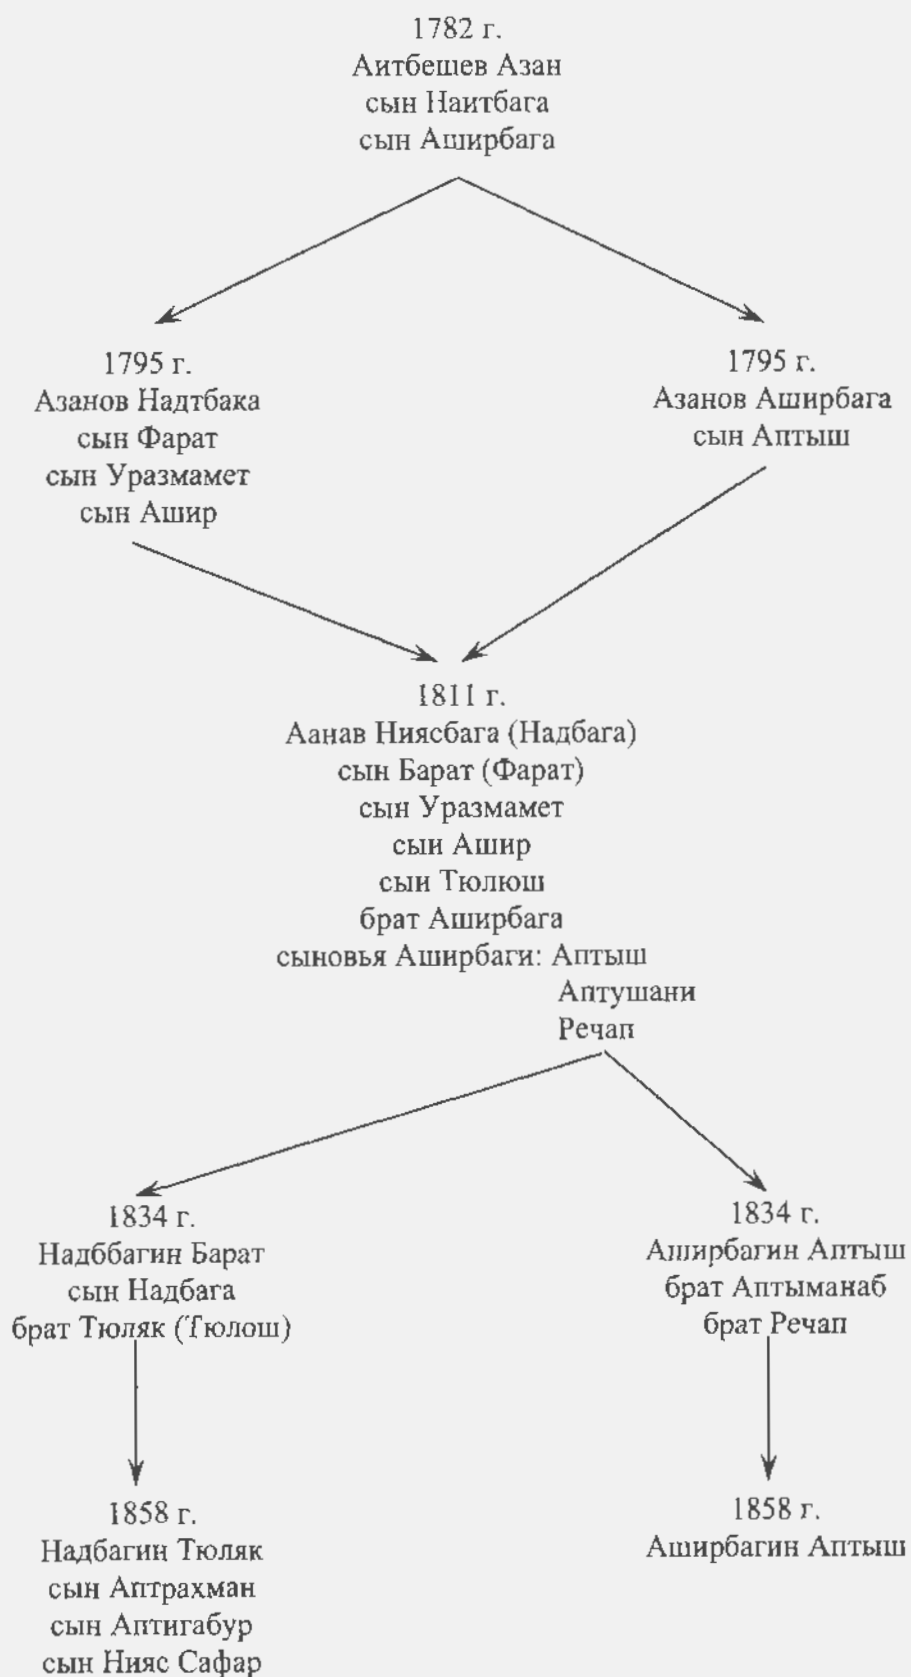 1782 г.
Аитбешев Азан
сын Наитбага
сын Аширбага
1795 г.
Азанов Надтбака
сын Фарат
сын Уразмамет
сын Ашир
1795 г.
Азанов Аширбага
сын Аптыш
1811 г.
Аанав Ниясбага (Надбага)
сын Барат (Фарат)
сын Уразмамет
сын Ашир
сын Тюлюш
брат Аширбага
сыновья Аширбаги: Аптыш
Аптушани
Речап
1834 г.
Надббагин Барат
сын Надбага
брат Тюляк (Тюлош)
1834 г.
Аширбагин Аптыш
брат Аптыманаб
брат Речап
1858 г.
Надбагин Тюляк
сын Аптрахман
сын Аптигабур
сын Нияс Сафар
1858 г.
Аширбагин Аптыш